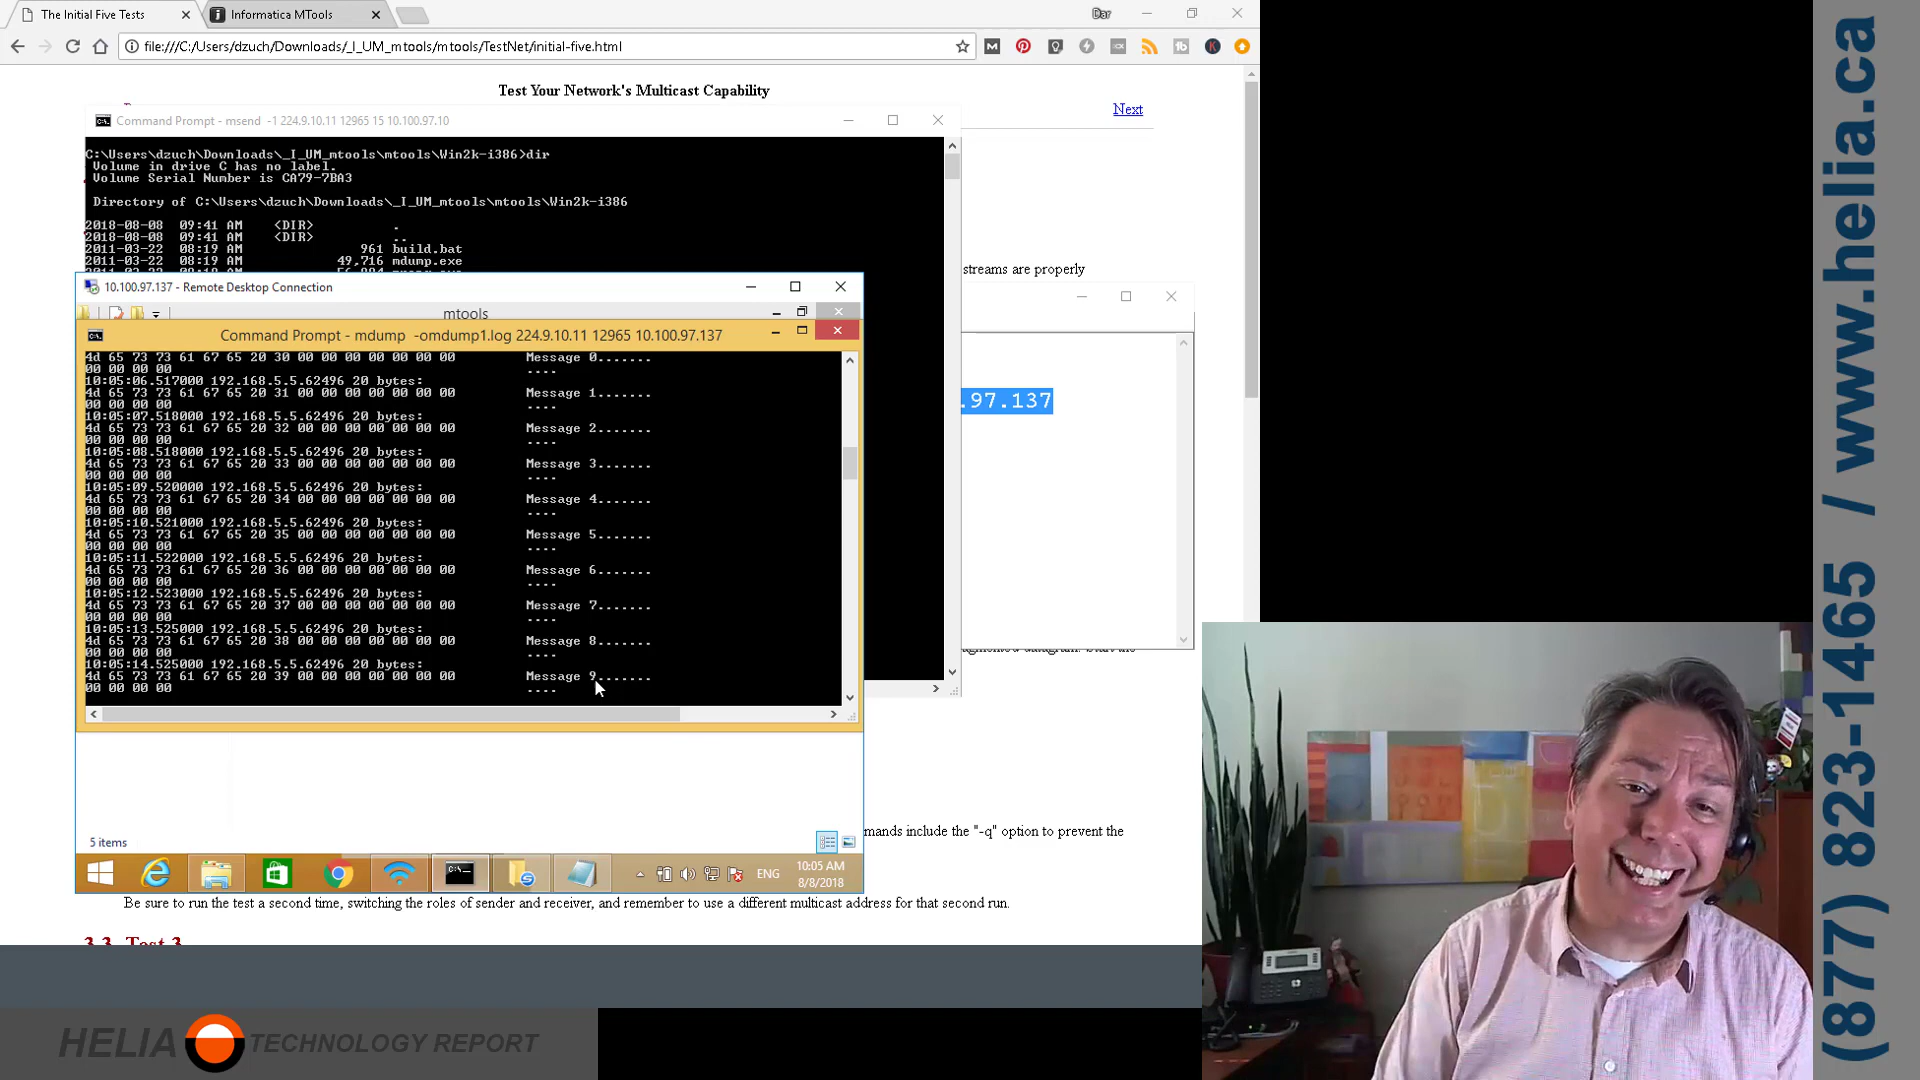 The Initial Five Tests
Informatica MTools
Dar
file:///C:/Users/dzuch/Downloads/_I_UM_mtools/mtools/TestNet/initial-five.html
Test Your Network's Multicast Capability
Next
Command Prompt - msend  -1 224.9.10.11 12965 15 10.100.97.10
C:\Users\dzuch\Downloads\_I_UM_mtools\mtools\Win2k-i386>dir
Volume in drive C has no label.
Volume Serial Number is CA79-7BA3
Directory of C:\Users\dzuch\Downloads\_I_UM_mtools\mtools\Win2k-i386
2018-08-08  09:41 AM    <DIR>          .
2018-08-08  09:41 AM    <DIR>          ..
2011-03-22  08:19 AM               961 build.bat
2011-03-22  08:19 AM            49,716 mdump.exe
streams are properly
10.100.97.137 - Remote Desktop Connection
mtools
Command Prompt - mdump  -omdump1.log 224.9.10.11 12965 10.100.97.137
4d 65 73 73 61 67 65 20 30 00 00 00 00 00 00 00         Message 0.......
00 00 00 00                                             ....
10:05:06.517000 192.168.5.5.62496 20 bytes:
4d 65 73 73 61 67 65 20 31 00 00 00 00 00 00 00         Message 1.......
00 00 00 00                                             ....
10:05:07.518000 192.168.5.5.62496 20 bytes:
4d 65 73 73 61 67 65 20 32 00 00 00 00 00 00 00         Message 2.......
00 00 00 00                                             ....
10:05:08.518000 192.168.5.5.62496 20 bytes:
4d 65 73 73 61 67 65 20 33 00 00 00 00 00 00 00         Message 3.......
00 00 00 00                                             ....
10:05:09.520000 192.168.5.5.62496 20 bytes:
4d 65 73 73 61 67 65 20 34 00 00 00 00 00 00 00         Message 4.......
00 00 00 00                                             ....
10:05:10.521000 192.168.5.5.62496 20 bytes:
4d 65 73 73 61 67 65 20 35 00 00 00 00 00 00 00         Message 5.......
00 00 00 00                                             ....
10:05:11.522000 192.168.5.5.62496 20 bytes:
4d 65 73 73 61 67 65 20 36 00 00 00 00 00 00 00         Message 6.......
00 00 00 00                                             ....
10:05:12.523000 192.168.5.5.62496 20 bytes:
4d 65 73 73 61 67 65 20 37 00 00 00 00 00 00 00         Message 7.......
00 00 00 00                                             ....
10:05:13.525000 192.168.5.5.62496 20 bytes:
4d 65 73 73 61 67 65 20 38 00 00 00 00 00 00 00         Message 8.......
00 00 00 00                                             ....
10:05:14.525000 192.168.5.5.62496 20 bytes:
4d 65 73 73 61 67 65 20 39 00 00 00 00 00 00 00         Message 9.......
00 00 00 00                                             ....
.97.137
5 items
mands include the "-q" option to prevent the
ENG
10:05 AM
8/8/2018
Be sure to run the test a second time, switching the roles of sender and receiver, and remember to use a different multicast address for that second run.
3.3. Test 3
HELIA TECHNOLOGY REPORT
(877) 823-1465 / www.helia.ca